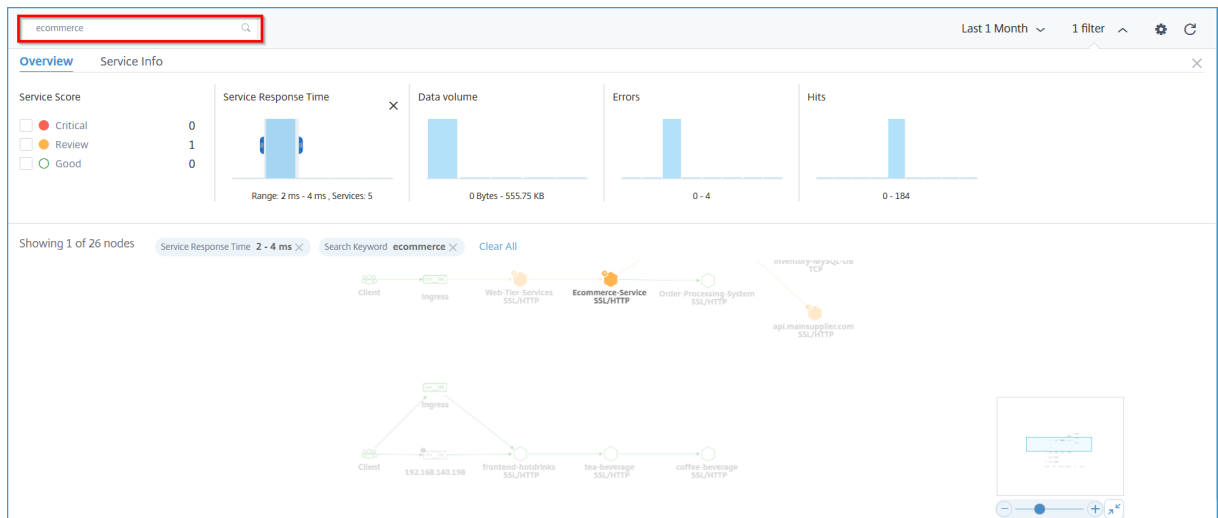 ecommerce
Last 1 Month
1 filter
Overview
Service Info
Service Score
Critical 0
Review 1
Good 0
Service Response Time
Range: 2 ms - 4 ms , Services: 5
Data volume
0 Bytes - 555.75 KB
Errors
0 - 4
Hits
0 - 184
Showing 1 of 26 nodes
Service Response Time 2 - 4 ms
Search Keyword ecommerce
Clear All
Inventory-MySQL-DB
TCP
Client
Ingress
Web-Tier-Services
SSL/HTTP
Ecommerce-Service
SSL/HTTP
Order-Processing-System
SSL/HTTP
api.mainsupplier.com
SSL/HTTP
Ingress
Client
192.168.140.198
frontend-hotdrinks
SSL/HTTP
tea-beverage
SSL/HTTP
coffee-beverage
SSL/HTTP